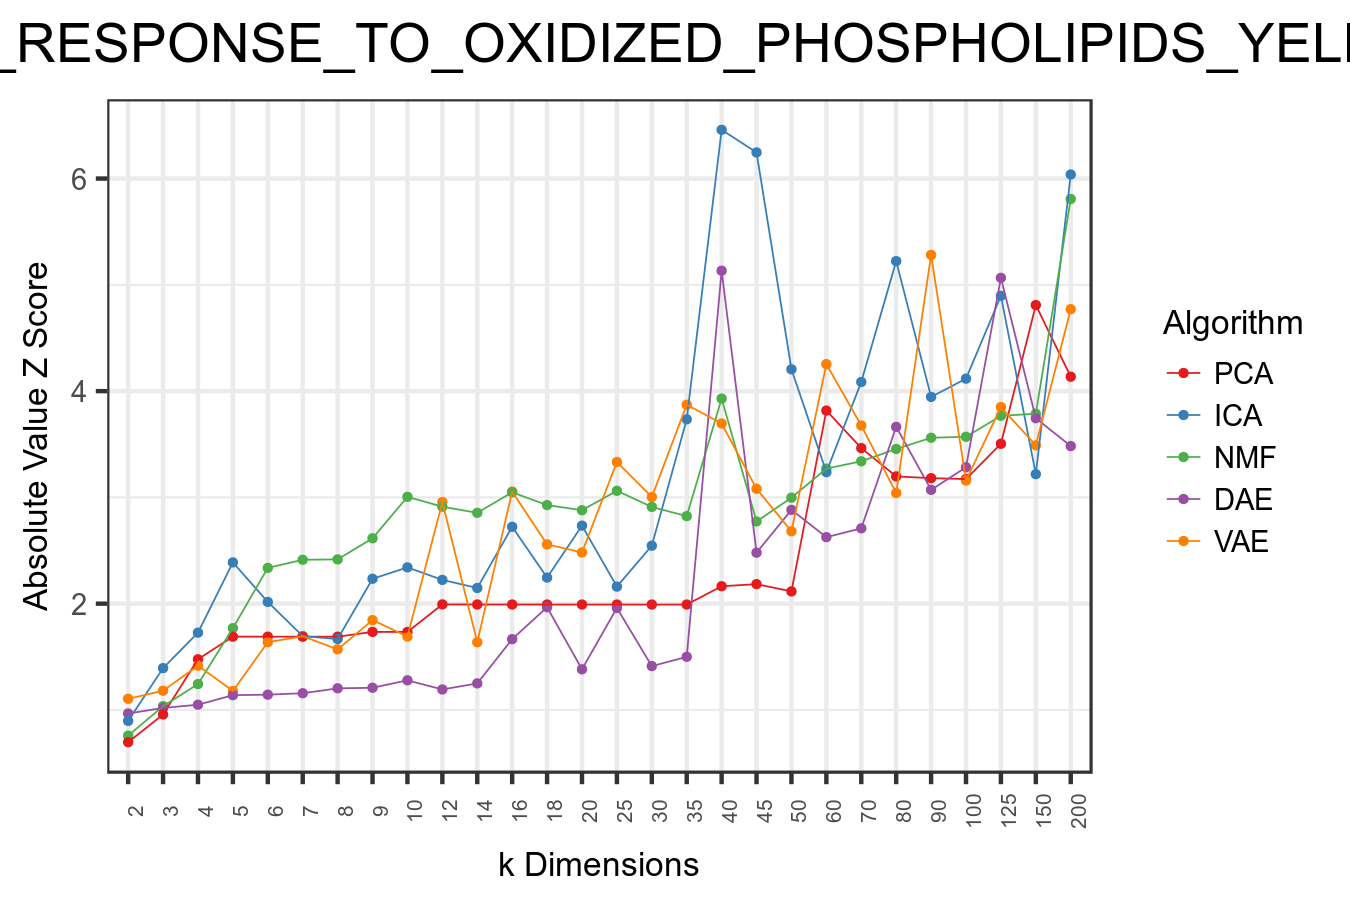 _RESPONSE_TO_OXIDIZED_PHOSPHOLIPIDS_YEL
Absolute Value Z Score
6
4
2
2 3 4 5 6 7 8 9 10 12 14 16 18 20 25 30 35 40 45 50 60 70 80 90 100 125 150 200
k Dimensions
Algorithm
PCA
ICA
NMF
DAE
VAE